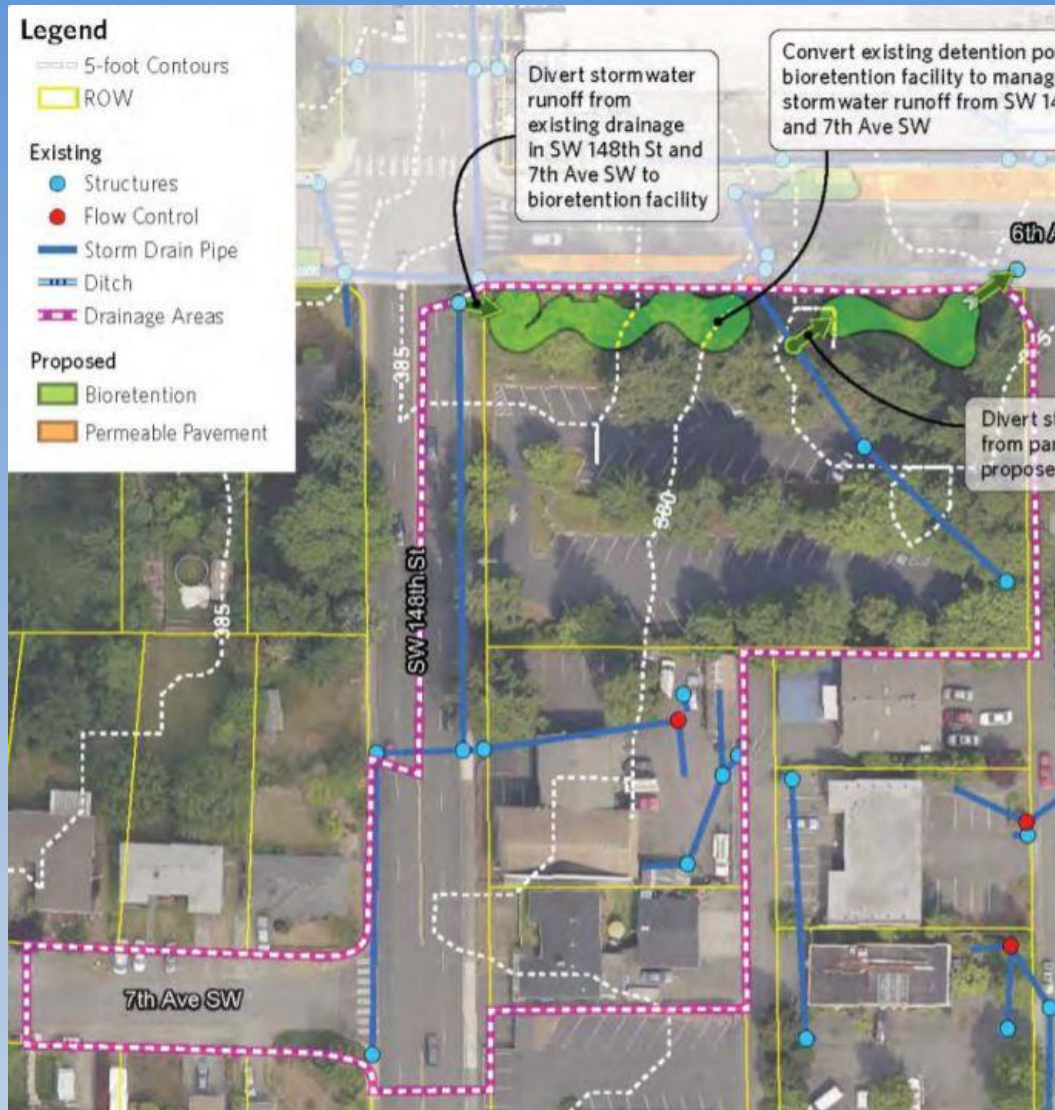 Legend
5-foot Contours
ROW
Existing
Structures
Flow Control
Storm Drain Pipe
Ditch
Drainage Areas
Proposed
Bioretention
Permeable Pavement
Divert stormwater
runoff from
existing drainage
in SW 148th St and
7th Ave SW to
bioretention facility
Convert existing detention po
bioretention facility to manag
stormwater runoff from SW 14
and 7th Ave SW
6th A
385
Divert st
from par
propose
380
SW 148th St
385
7th Ave SW